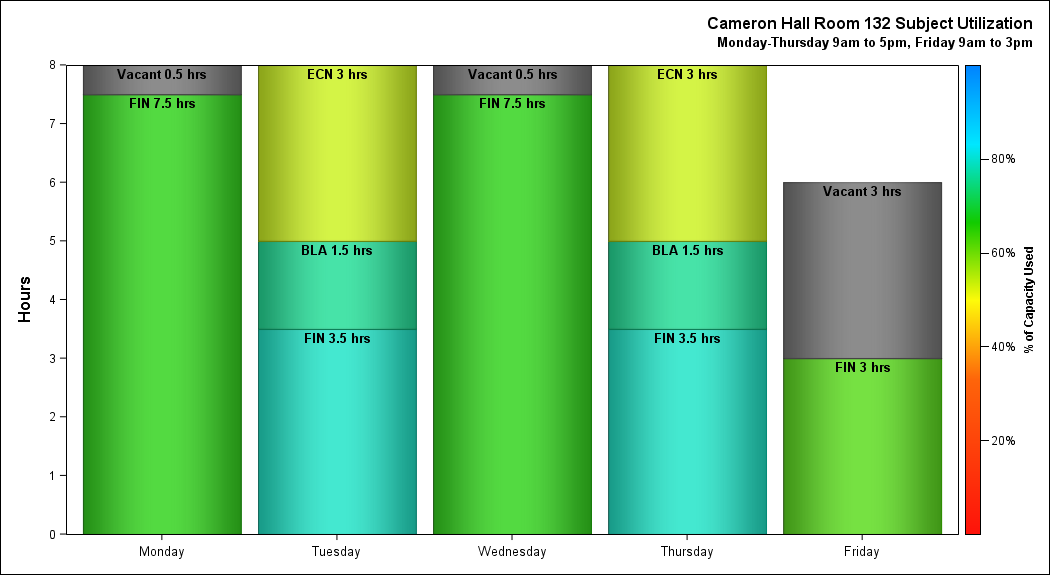 Cameron Hall Room 132 Subject Utilization
Monday-Thursday 9am to 5pm, Friday 9am to 3pm
Hours
8
7
6
5
4
3
2
1
0
Vacant 0.5 hrs
FIN 7.5 hrs
ECN 3 hrs
BLA 1.5 hrs
FIN 3.5 hrs
Vacant 0.5 hrs
FIN 7.5 hrs
ECN 3 hrs
BLA 1.5 hrs
FIN 3.5 hrs
Vacant 3 hrs
FIN 3 hrs
Monday
Tuesday
Wednesday
Thursday
Friday
80%
60%
40%
20%
% of Capacity Used